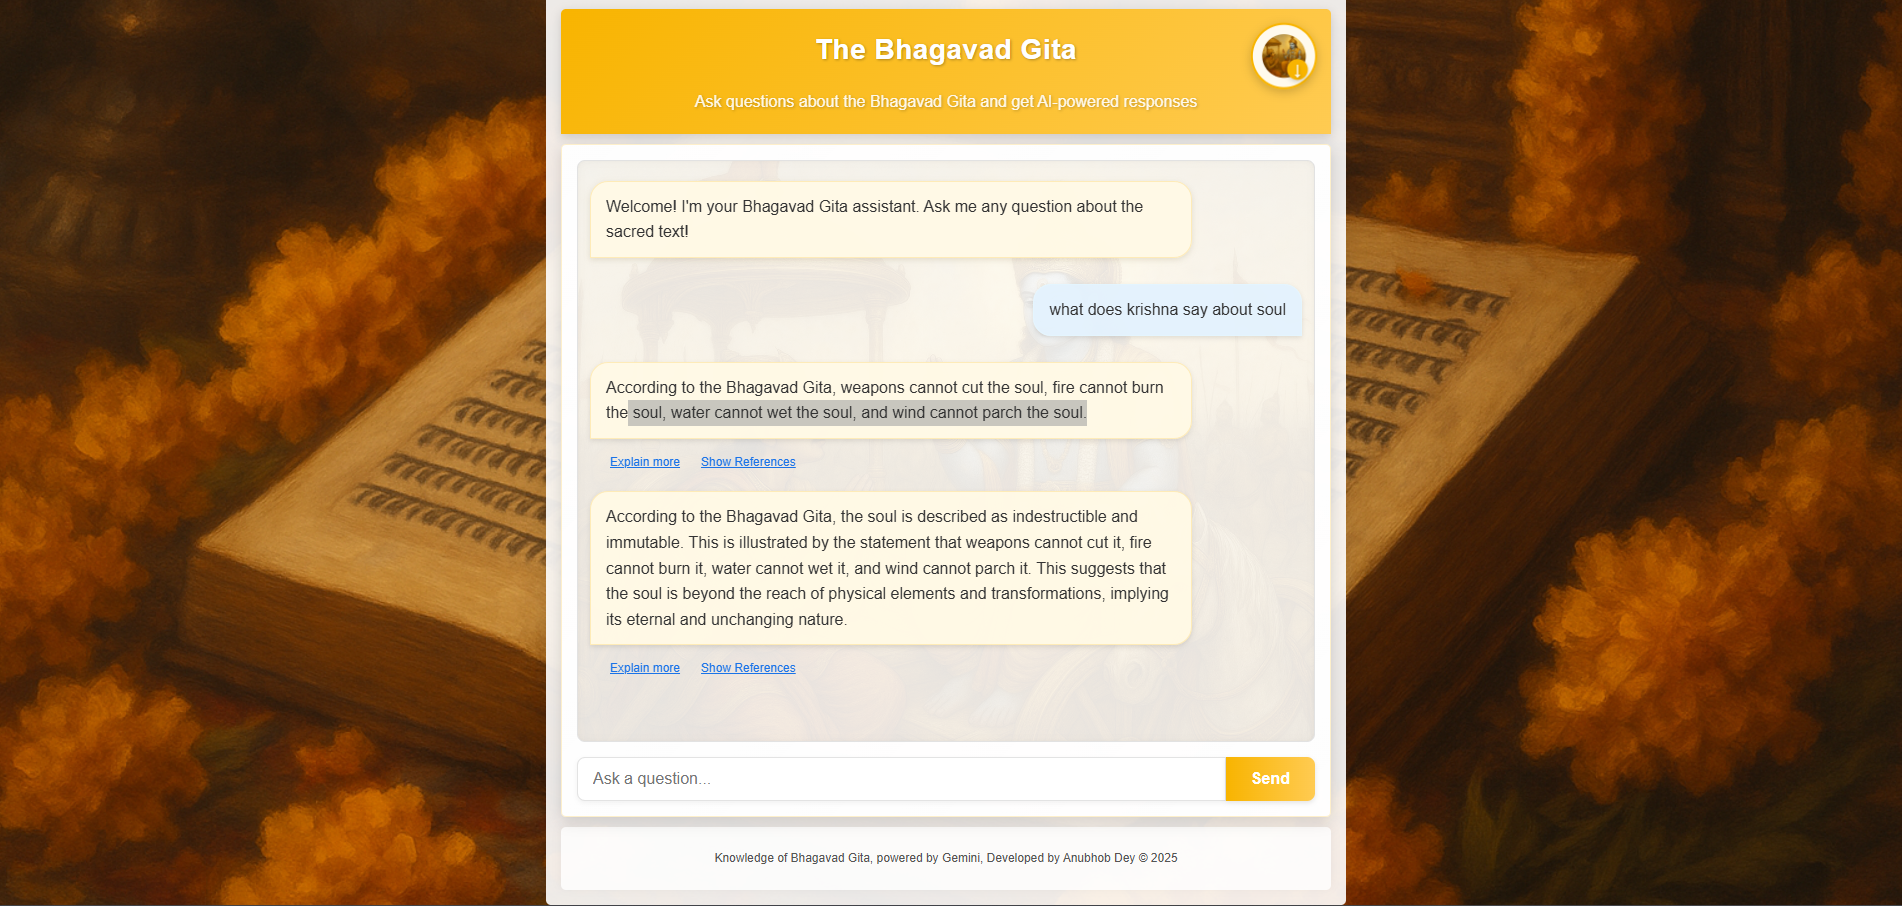 The Bhagavad Gita
Ask questions about the Bhagavad Gita and get AI-powered responses
Welcome! I'm your Bhagavad Gita assistant. Ask me any question about the
sacred text!
what does krishna say about soul
According to the Bhagavad Gita, weapons cannot cut the soul, fire cannot burn
the soul, water cannot wet the soul, and wind cannot parch the soul.
Explain more Show References
According to the Bhagavad Gita, the soul is described as indestructible and
immutable. This is illustrated by the statement that weapons cannot cut it, fire
cannot burn it, water cannot wet it, and wind cannot parch it. This suggests that
the soul is beyond the reach of physical elements and transformations, implying
its eternal and unchanging nature.
Explain more Show References
Ask a question...
Send
Knowledge of Bhagavad Gita, powered by Gemini, Developed by Anubhob Dey © 2025